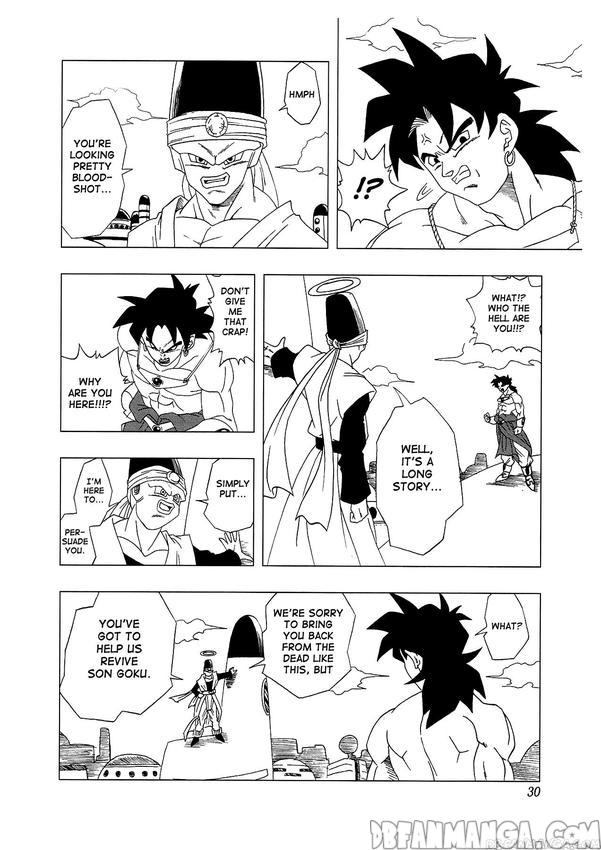 !?
HMPH
YOU'RE
LOOKING
PRETTY
BLOOD-
SHOT...
WHAT!?
WHO THE
HELL ARE
YOU!!?
WELL,
IT'S A
LONG
STORY...
DON'T
GIVE ME
THAT
CRAP!
WHY
ARE YOU
HERE!!!?
SIMPLY
PUT...
I'M
HERE
TO...
PER-
SUADE
YOU.
WHAT?
WE'RE SORRY
TO BRING
YOU BACK
FROM THE
DEAD LIKE
THIS, BUT
YOU'VE
GOT TO
HELP US
REVIVE
SON GOKU.
30
DBFANMANGA.COM